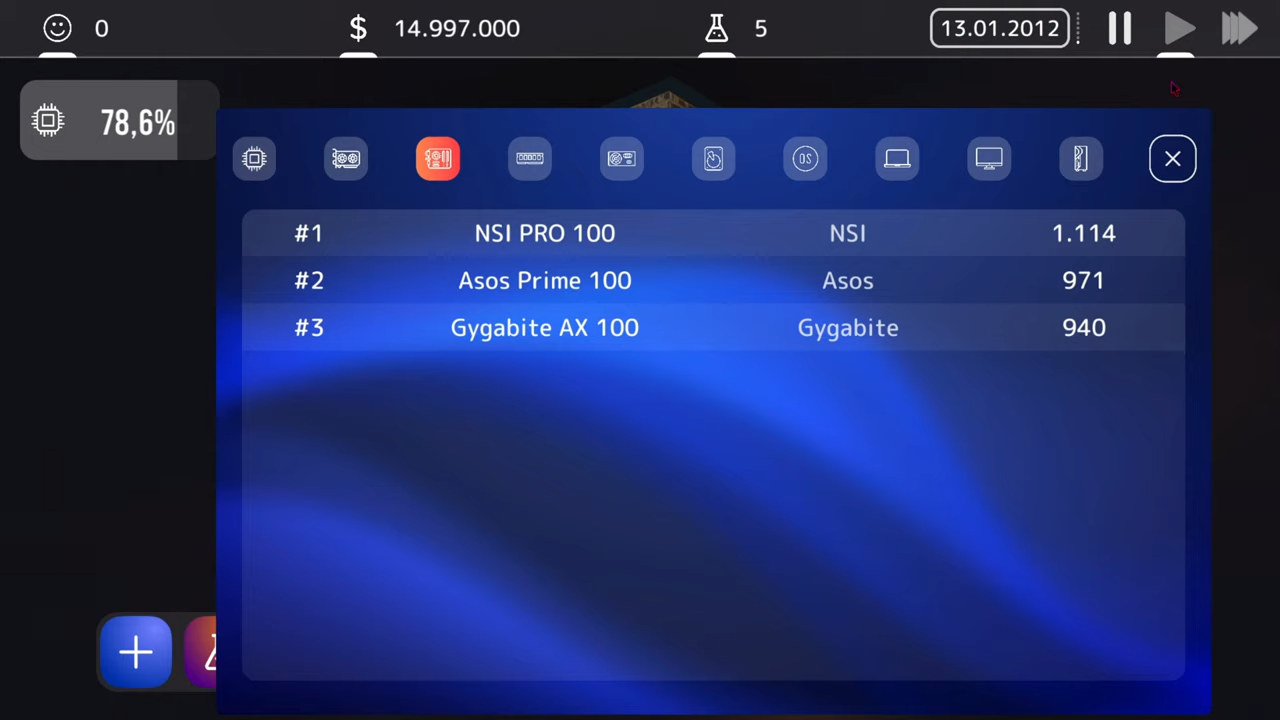 0 $ 14.997.000 5 13.01.2012
78,6%
OS
#1 NSI PRO 100 NSI 1.114
#2 Asos Prime 100 Asos 971
#3 Gygabite AX 100 Gygabite 940